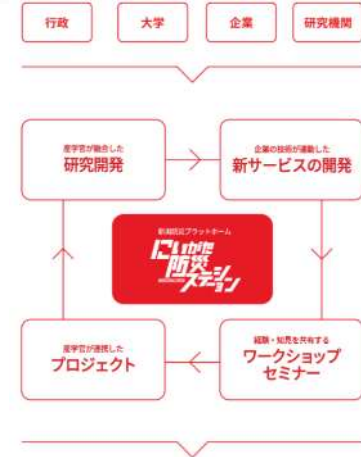 行政
大学
企業
研究機関
産学官が融合した
研究開発
企業の技術が連動した
新サービスの開発
新潟防災プラットホーム
にいがた
防災
ステーション
産学官が連携した
プロジェクト
経験・知見を共有する
ワークショップ
セミナー